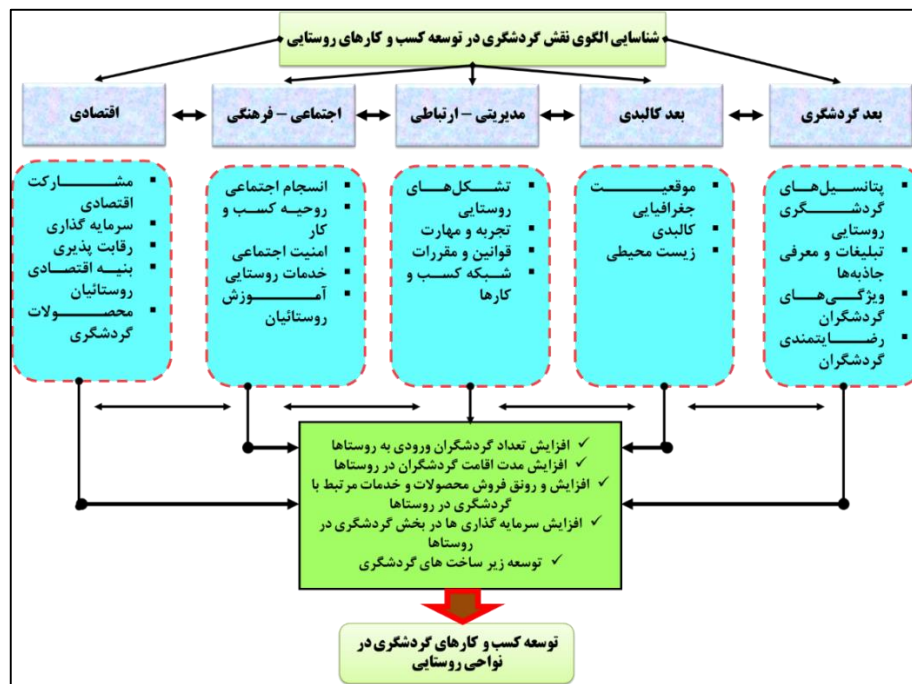 شناسایی الگوی نقش گردشگری در توسعه کسب و کارهای روستایی
بعد گردشگری
بعد کالبدی
مدیریتی – ارتباطی
اجتماعی – فرهنگی
اقتصادی
▪ پتانسیل‌های
گردشگری
روستایی
▪ تبلیغات و معرفی
جاذبه‌ها
▪ ویژگی‌های
گردشگران
▪ رضایتمندی
گردشگران
▪ موقعیت
جغرافیایی
▪ کالبدی
▪ زیست محیطی
▪ تشکل‌های
روستایی
▪ تجربه و مهارت
▪ قوانین و مقررات
▪ شبکه کسب و
کارها
▪ انسجام اجتماعی
▪ روحیه کسب و
کار
▪ امنیت اجتماعی
▪ خدمات روستایی
▪ آموزش
روستائیان
▪ مشارکت
اقتصادی
▪ سرمایه گذاری
▪ رقابت پذیری
▪ بنیه اقتصادی
روستائیان
▪ محصولات
گردشگری
✓ افزایش تعداد گردشگران ورودی به روستاها
✓ افزایش مدت اقامت گردشگران در روستاها
✓ افزایش و رونق فروش محصولات و خدمات مرتبط با
گردشگری در روستاها
✓ افزایش سرمایه گذاری ها در بخش گردشگری در
روستاها
✓ توسعه زیر ساخت های گردشگری
توسعه کسب و کارهای گردشگری در
نواحی روستایی